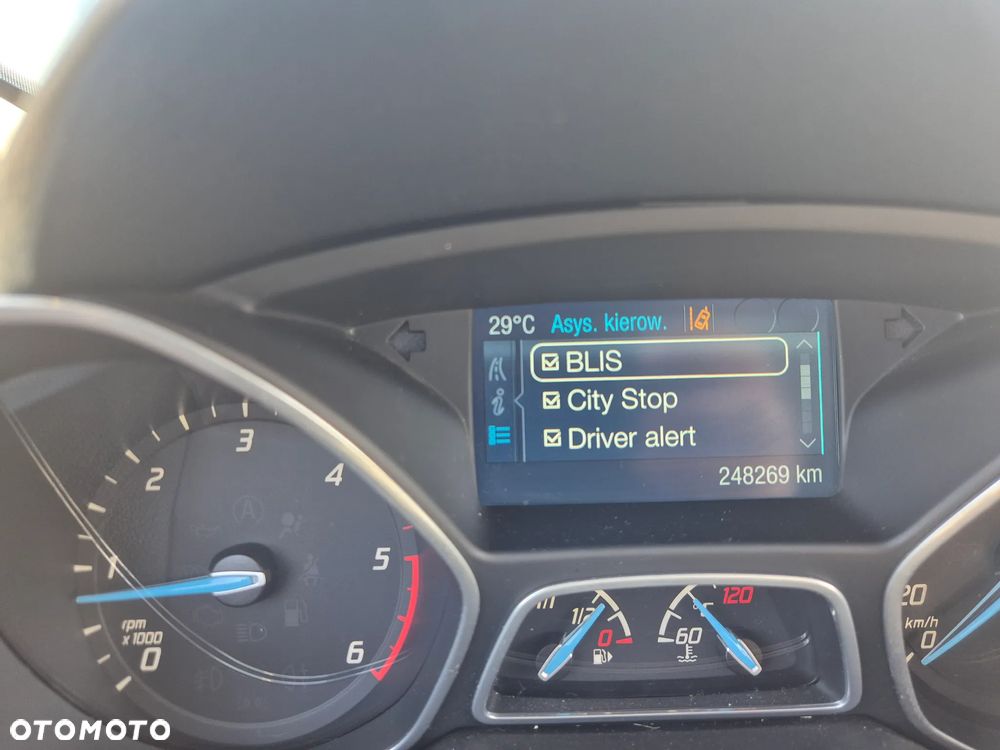 29°C Asys. kierow.
BLIS
City Stop
Driver alert
248269 km
0
1
2
3
4
5
6
rpm
x1000
1/2
0
60
°C
120
20
km/h
0
OTOMOTO